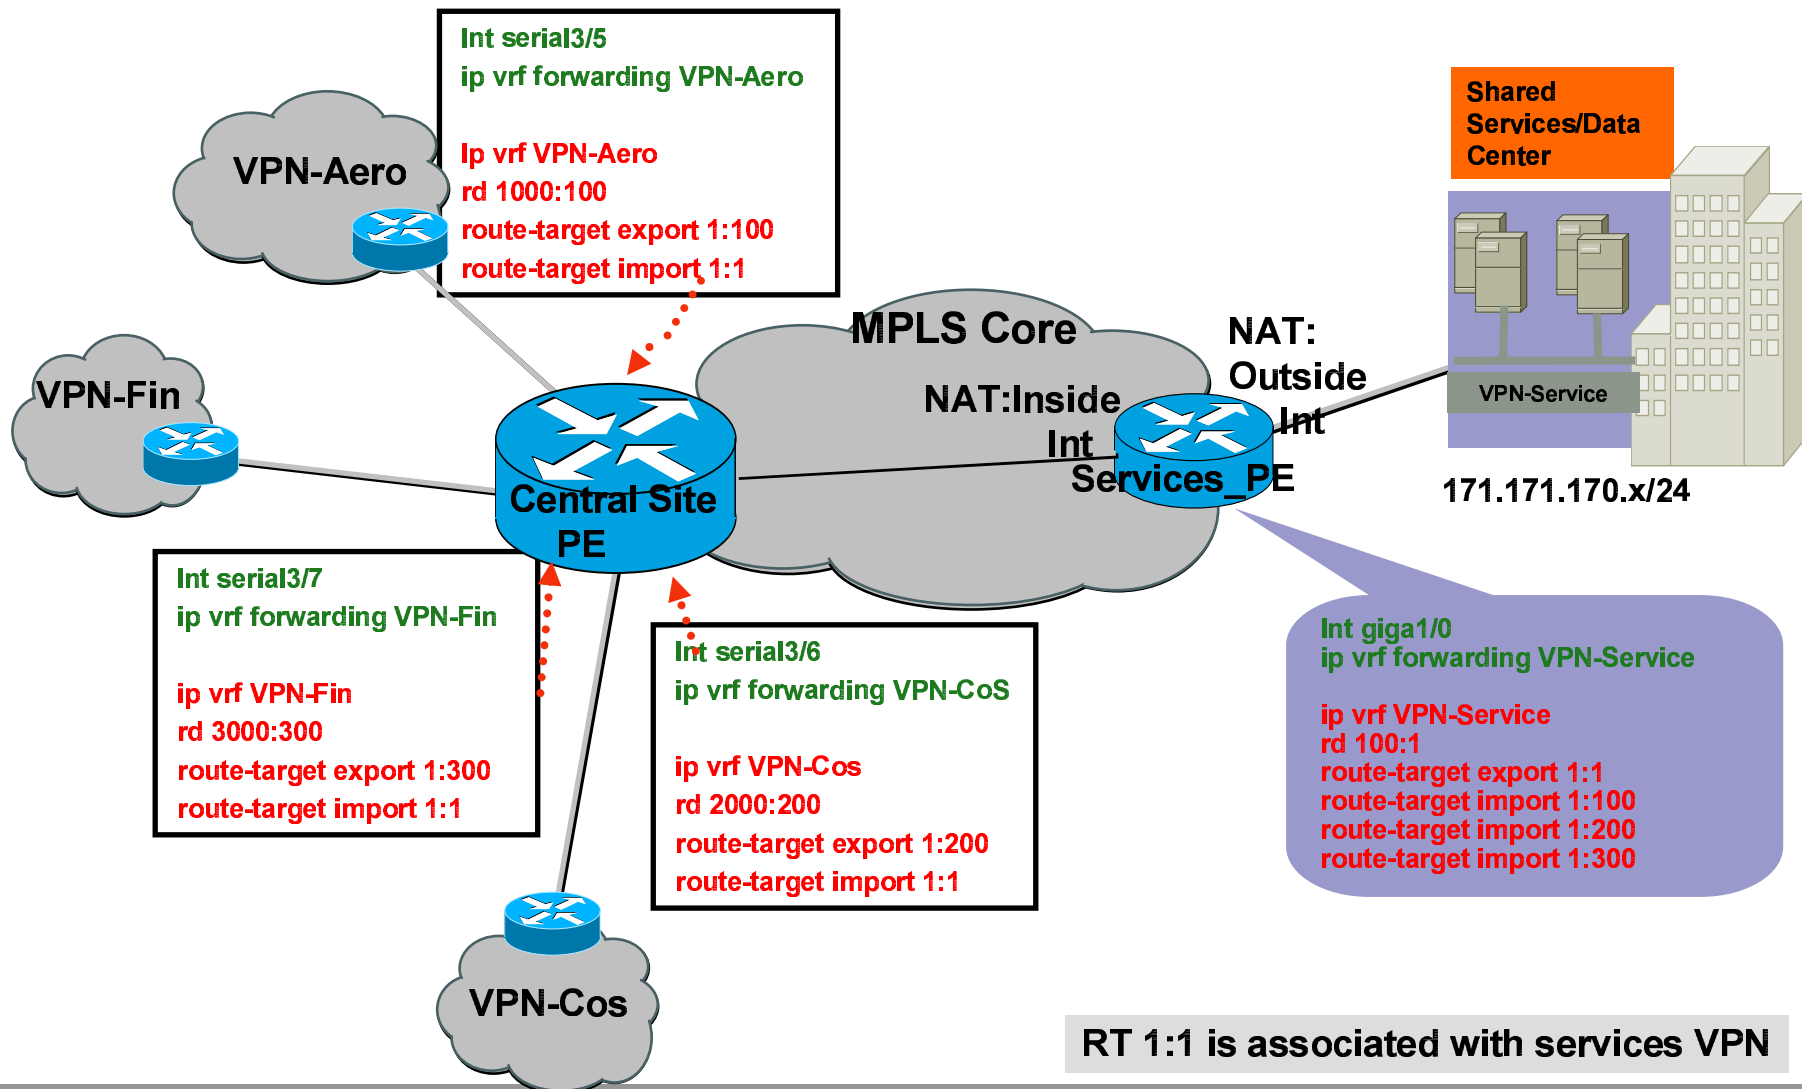 Int serial3/5
ip vrf forwarding VPN-Aero
Ip vrf VPN-Aero
rd 1000:100
route-target export 1:100
route-target import 1:1
VPN-Aero
Shared
Services/Data
Center
MPLS Core
NAT:
Outside
Int
NAT:Inside
Int
Services_PE
VPN-Service
171.171.170.x/24
VPN-Fin
Central Site
PE
Int serial3/7
ip vrf forwarding VPN-Fin
ip vrf VPN-Fin
rd 3000:300
route-target export 1:300
route-target import 1:1
Int serial3/6
ip vrf forwarding VPN-CoS
ip vrf VPN-Cos
rd 2000:200
route-target export 1:200
route-target import 1:1
Int giga1/0
ip vrf forwarding VPN-Service
ip vrf VPN-Service
rd 100:1
route-target export 1:1
route-target import 1:100
route-target import 1:200
route-target import 1:300
VPN-Cos
RT 1:1 is associated with services VPN